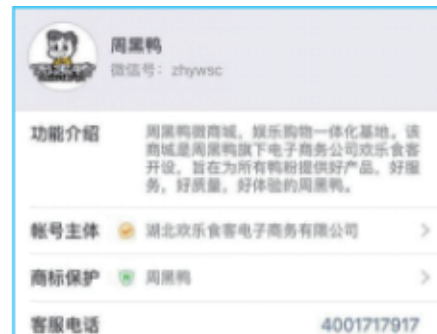 周黑鸭
微信号：zhywsc
功能介绍
周黑鸭微商城，娱乐购物一体化基地。该
商城是周黑鸭旗下电子商务公司欢乐食客
开设，旨在为所有鸭粉提供好产品，好服
务，好质量，好体验的周黑鸭。
帐号主体 湖北欢乐食客电子商务有限公司
商标保护 周黑鸭
客服电话 4001717917